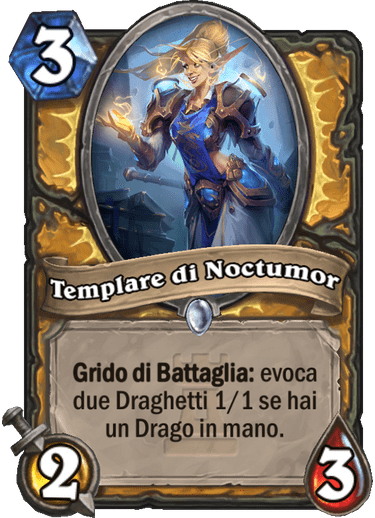 3
Templare di Noctumor
Grido di Battaglia: evoca
due Draghetti 1/1 se hai
un Drago in mano.
2
3